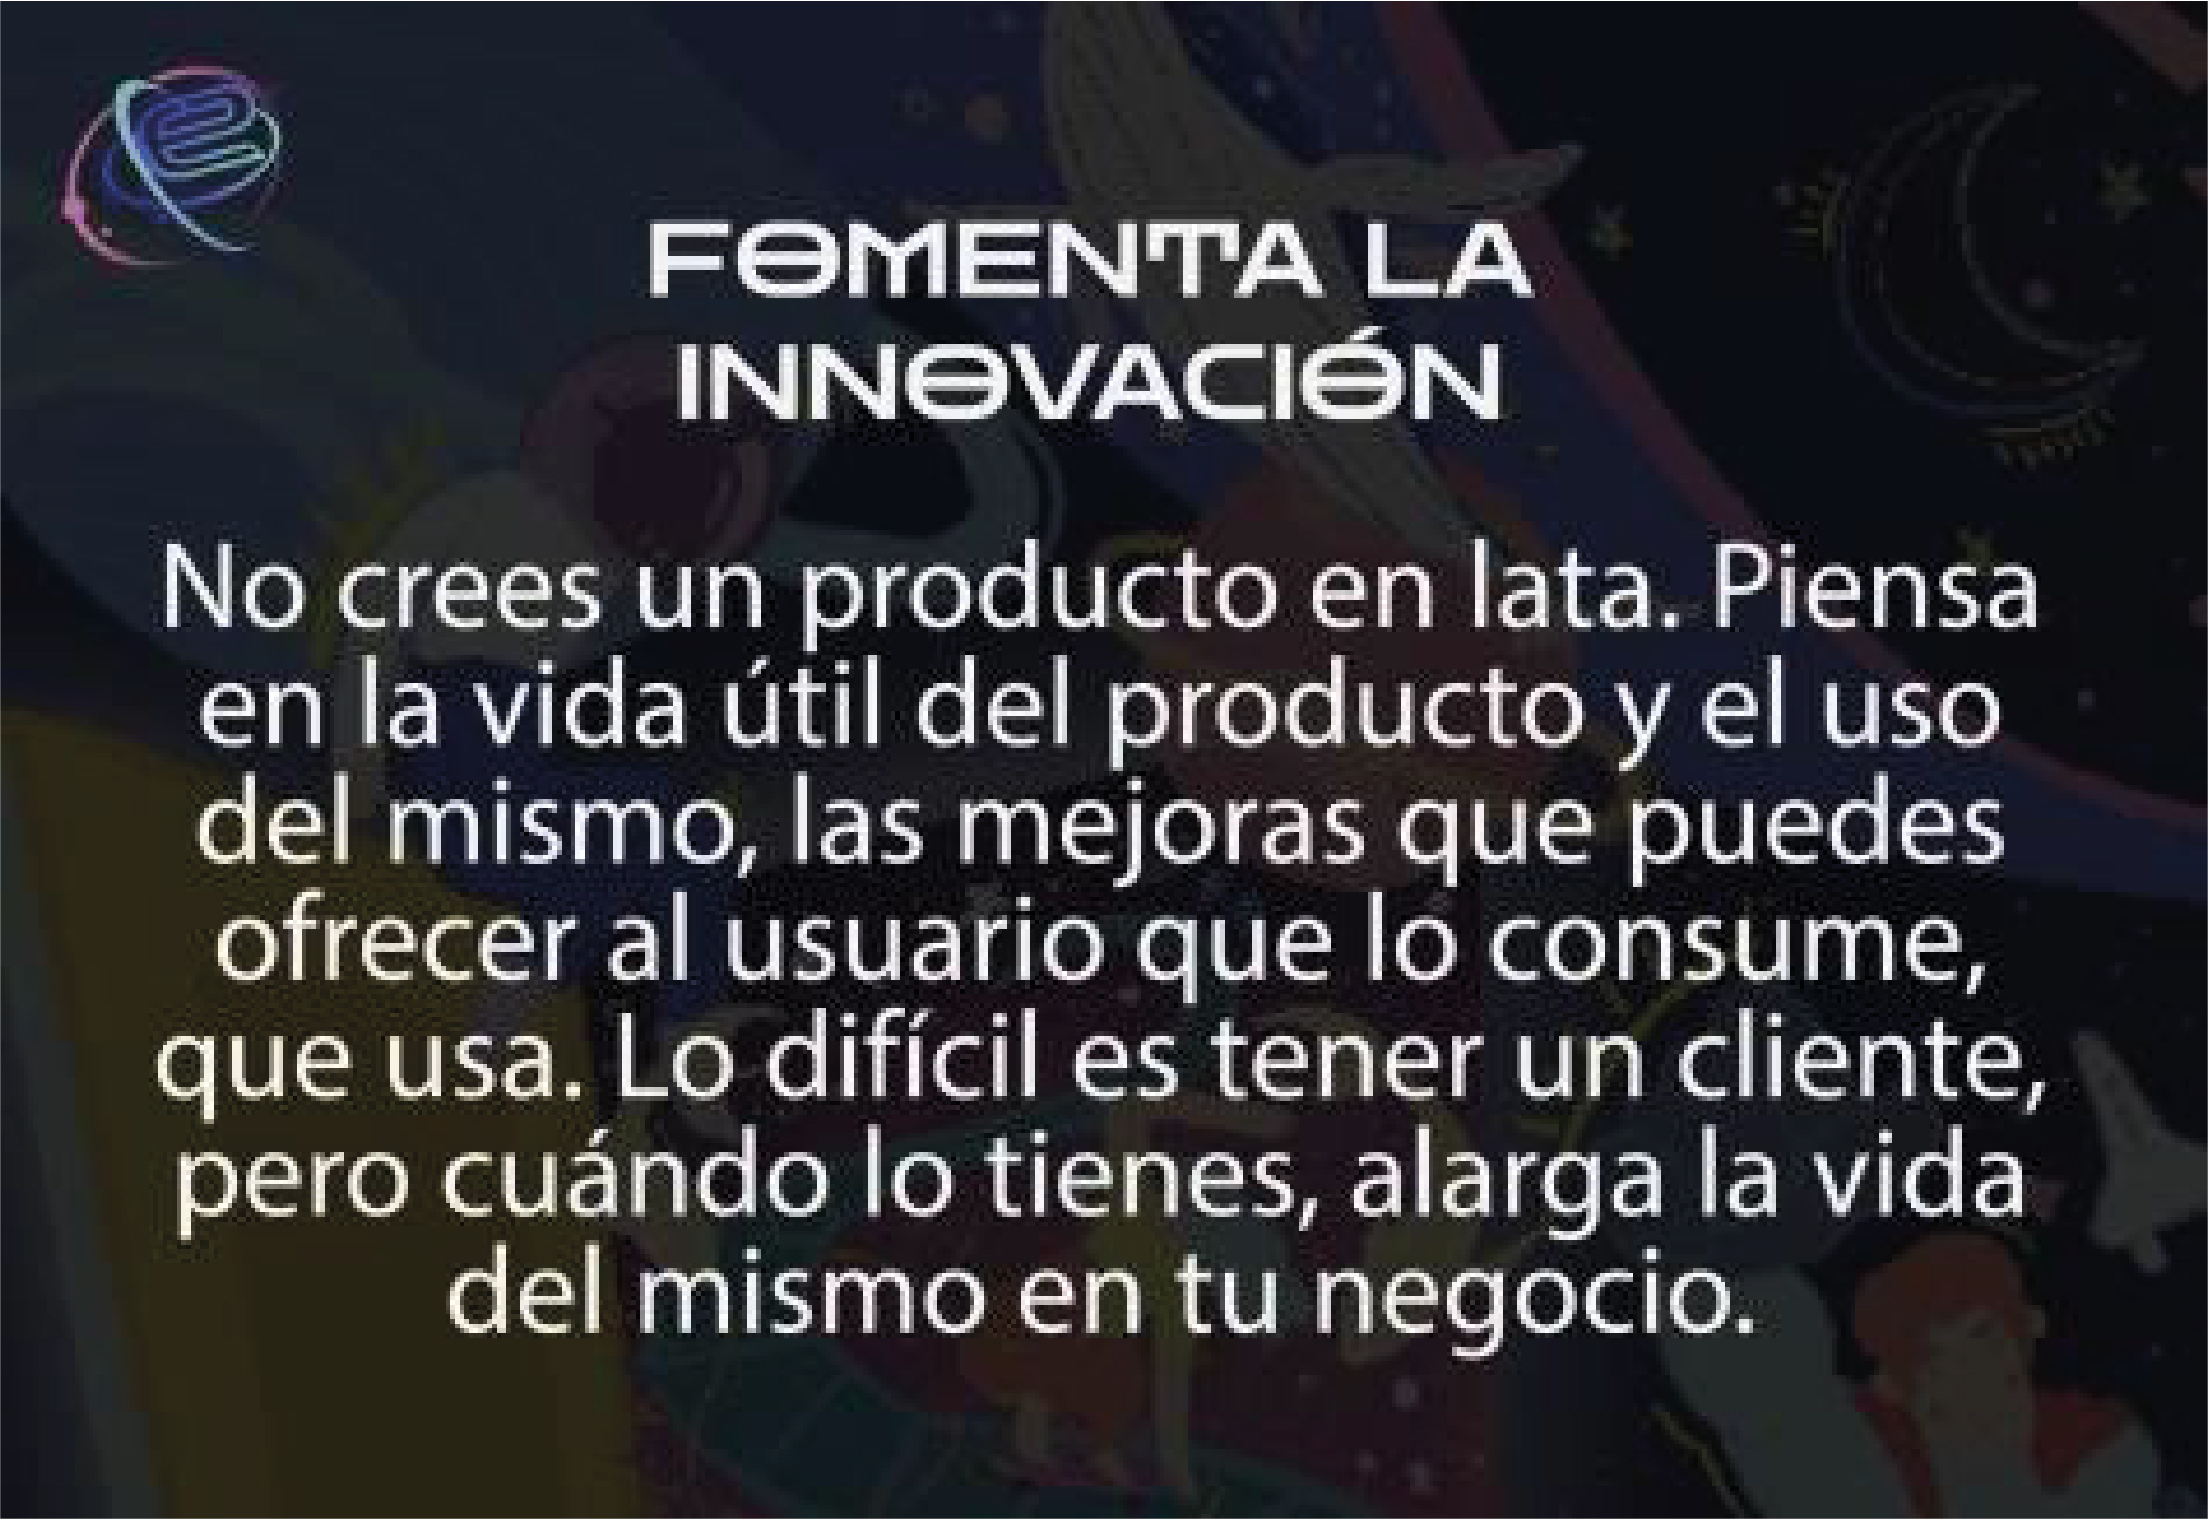 FOMENTA LA
INNOVACIÓN
No crees un producto en lata. Piensa
en la vida útil del producto y el uso
del mismo, las mejoras que puedes
ofrecer al usuario que lo consume,
que usa. Lo difícil es tener un cliente,
pero cuándo lo tienes, alarga la vida
del mismo en tu negocio.